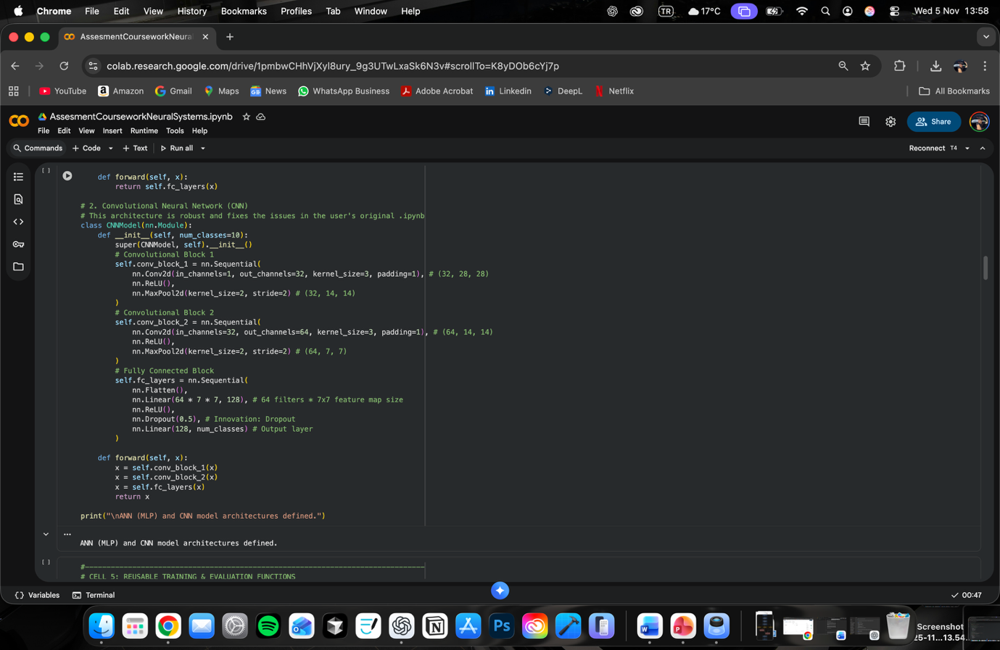 Chrome File Edit View History Bookmarks Profiles Tab Window Help TR 17°C Wed 5 Nov 13:58
AssesmentCourseworkNeural
colab.research.google.com/drive/1pmbwCHhVjXyl8ury_9g3UTwLxaSk6N3v#scrollTo=K8yDOb6cYj7p
YouTube Amazon Gmail Maps News WhatsApp Business Adobe Acrobat Linkedin DeepL Netflix All Bookmarks
AssesmentCourseworkNeuralSystems.ipynb
File Edit View Insert Runtime Tools Help
Share
Commands + Code + Text Run all Reconnect T4
[ ]
def forward(self, x):
return self.fc_layers(x)
# 2. Convolutional Neural Network (CNN)
# This architecture is robust and fixes the issues in the user's original .ipynb
class CNNModel(nn.Module):
def __init__(self, num_classes=10):
super(CNNModel, self).__init__()
# Convolutional Block 1
self.conv_block_1 = nn.Sequential(
nn.Conv2d(in_channels=1, out_channels=32, kernel_size=3, padding=1), # (32, 28, 28)
nn.ReLU(),
nn.MaxPool2d(kernel_size=2, stride=2) # (32, 14, 14)
)
# Convolutional Block 2
self.conv_block_2 = nn.Sequential(
nn.Conv2d(in_channels=32, out_channels=64, kernel_size=3, padding=1), # (64, 14, 14)
nn.ReLU(),
nn.MaxPool2d(kernel_size=2, stride=2) # (64, 7, 7)
)
# Fully Connected Block
self.fc_layers = nn.Sequential(
nn.Flatten(),
nn.Linear(64 * 7 * 7, 128), # 64 filters * 7x7 feature map size
nn.ReLU(),
nn.Dropout(0.5), # Innovation: Dropout
nn.Linear(128, num_classes) # Output layer
)
def forward(self, x):
x = self.conv_block_1(x)
x = self.conv_block_2(x)
x = self.fc_layers(x)
return x
print("\nANN (MLP) and CNN model architectures defined.")
...
ANN (MLP) and CNN model architectures defined.
[ ]
#-------------------------------------------------------------------------------
# CELL 5: REUSABLE TRAINING & EVALUATION FUNCTIONS
{} Variables Terminal ✓ 00:47
Ps
Screenshot
25-11...13.54.